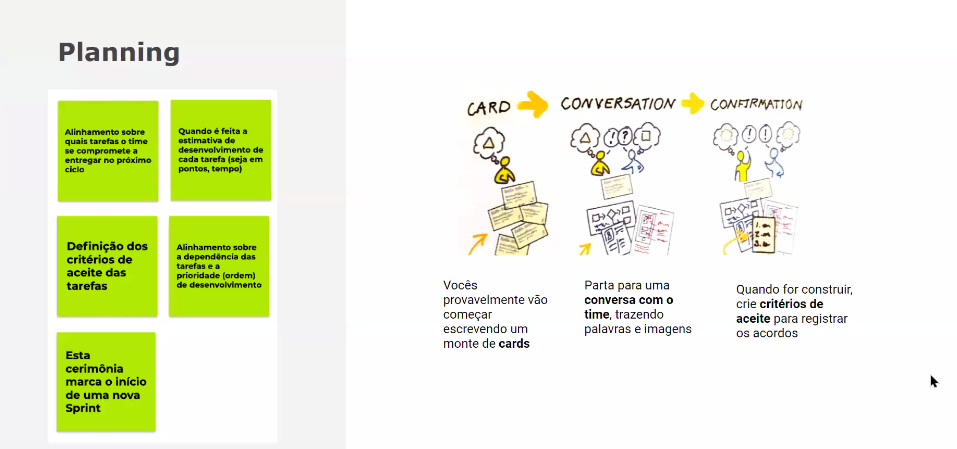 Planning
Alinhamento sobre
quais tarefas o time
se compromete a
entregar no próximo
ciclo
Quando é feita a
estimativa de
desenvolvimento de
cada tarefa (seja em
pontos, tempo)
Definição dos
critérios de
aceite das
tarefas
Alinhamento sobre
a dependência das
tarefas e a
prioridade (ordem)
de desenvolvimento
Esta
cerimônia
marca o início
de uma nova
Sprint
CARD
CONVERSATION
CONFIRMATION
Vocês
provavelmente vão
começar
escrevendo um
monte de cards
Parta para uma
conversa com o
time, trazendo
palavras e imagens
Quando for construir,
crie critérios de
aceite para registrar
os acordos